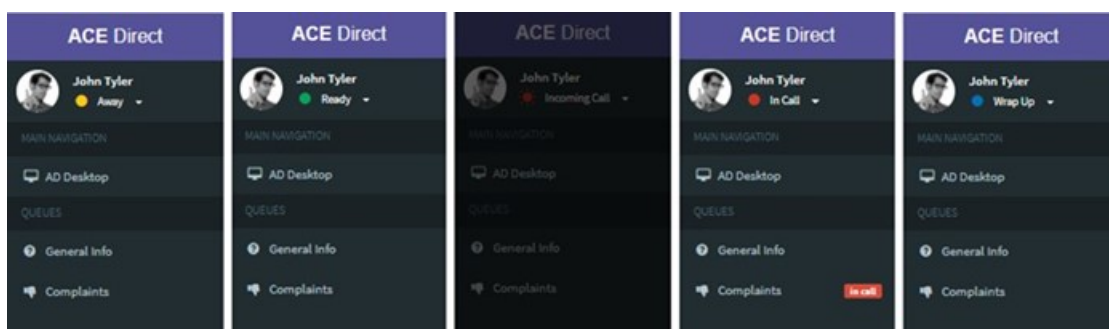 ACE Direct
John Tyler
Away
MAIN NAVIGATION
AD Desktop
QUEUES
General Info
Complaints
ACE Direct
John Tyler
Ready
MAIN NAVIGATION
AD Desktop
QUEUES
General Info
Complaints
ACE Direct
John Tyler
Incoming Call
MAIN NAVIGATION
AD Desktop
QUEUES
General Info
Complaints
ACE Direct
John Tyler
In Call
MAIN NAVIGATION
AD Desktop
QUEUES
General Info
Complaints in call
ACE Direct
John Tyler
Wrap Up
MAIN NAVIGATION
AD Desktop
QUEUES
General Info
Complaints